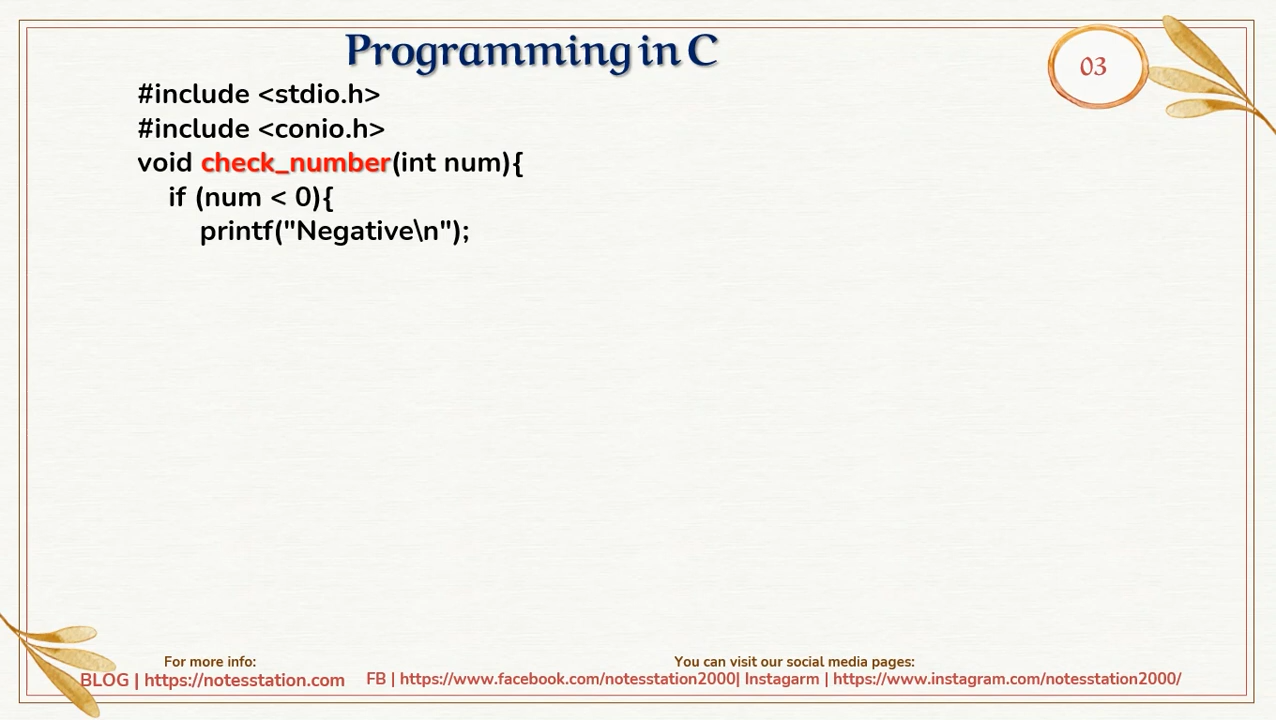 Programming in C
03
#include <stdio.h>
#include <conio.h>
void check_number(int num){
    if (num < 0){
        printf("Negative\n");
For more info:
BLOG | https://notesstation.com
You can visit our social media pages:
FB | https://www.facebook.com/notesstation2000| Instagarm | https://www.instagram.com/notesstation2000/